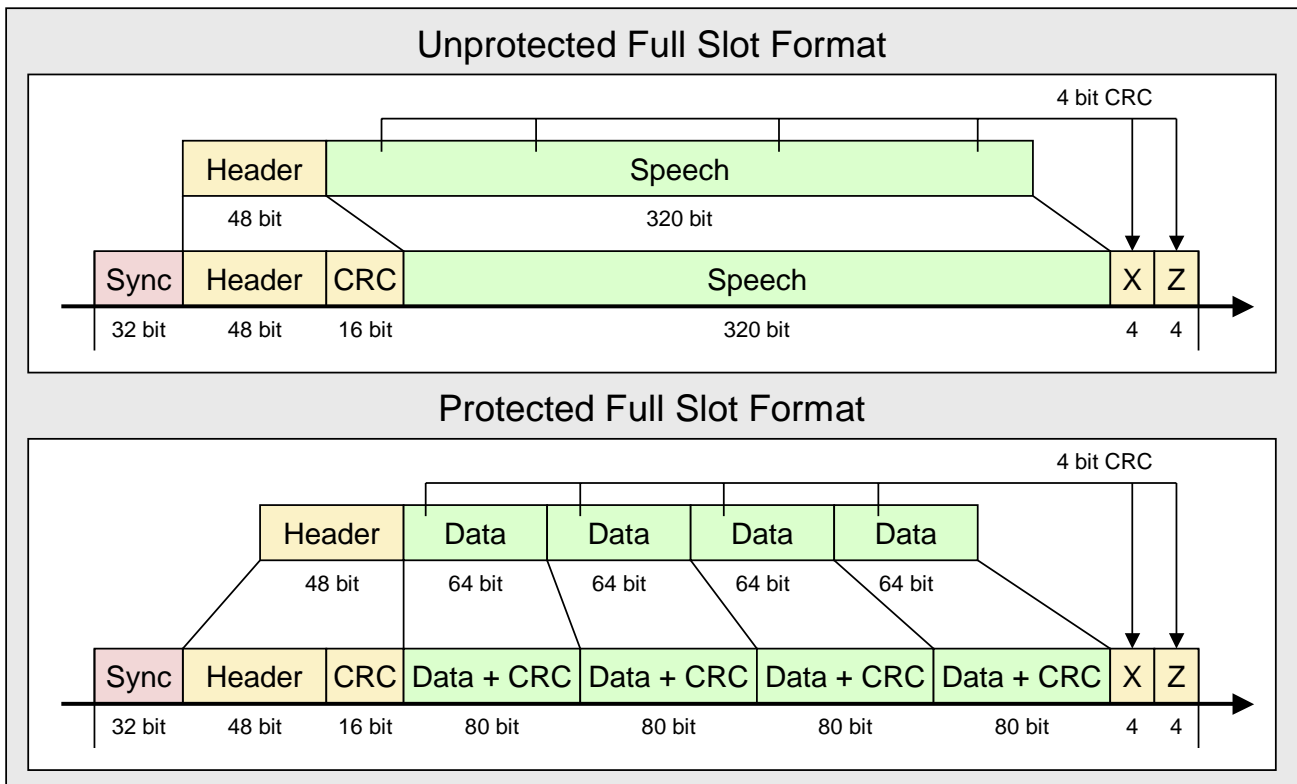 Unprotected Full Slot Format
4 bit CRC
Header Speech
48 bit 320 bit
Sync Header CRC Speech X Z
32 bit 48 bit 16 bit 320 bit 4 4
Protected Full Slot Format
4 bit CRC
Header Data Data Data Data
48 bit 64 bit 64 bit 64 bit 64 bit
Sync Header CRC Data + CRC Data + CRC Data + CRC Data + CRC X Z
32 bit 48 bit 16 bit 80 bit 80 bit 80 bit 80 bit 4 4